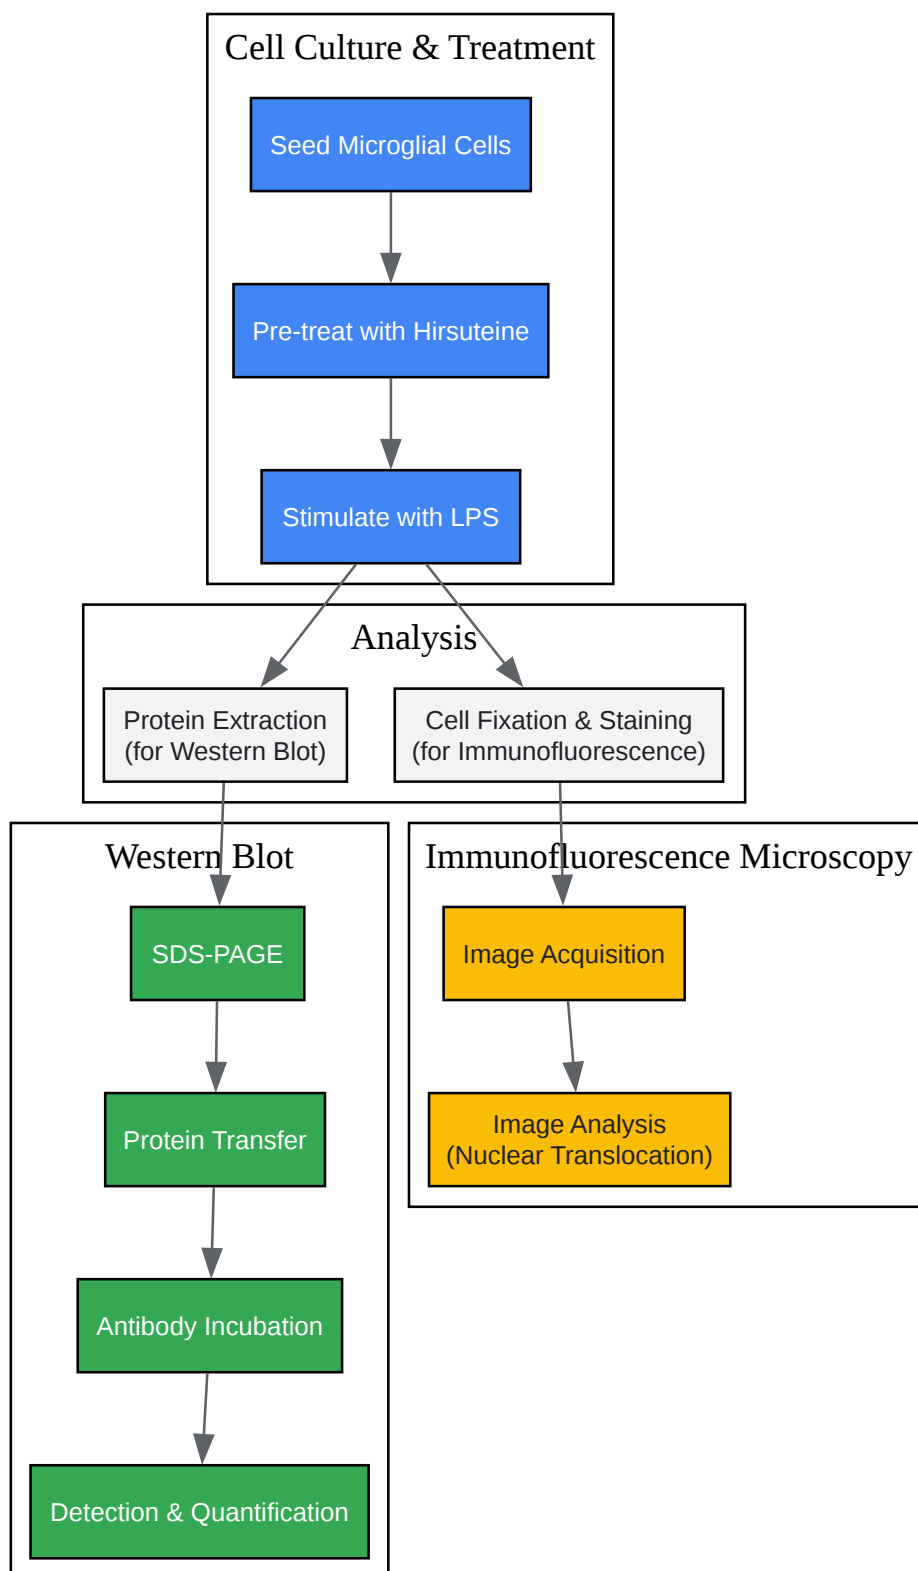 Cell Culture & Treatment
Seed Microglial Cells
Pre-treat with Hirsuteine
Stimulate with LPS
Analysis
Protein Extraction
(for Western Blot)
Cell Fixation & Staining
(for Immunofluorescence)
Western Blot
SDS-PAGE
Protein Transfer
Antibody Incubation
Detection & Quantification
Immunofluorescence Microscopy
Image Acquisition
Image Analysis
(Nuclear Translocation)